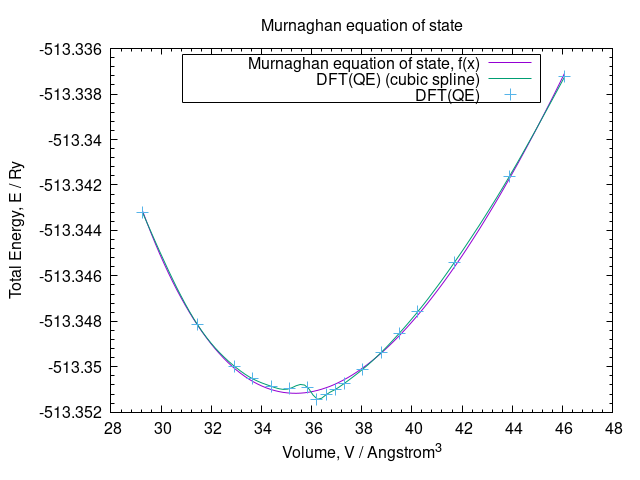 Murnaghan equation of state
-513.336
-513.338
-513.34
-513.342
-513.344
-513.346
-513.348
-513.35
-513.352
Total Energy, E / Ry
Murnaghan equation of state, f(x)
DFT(QE) (cubic spline)
DFT(QE)
28 30 32 34 36 38 40 42 44 46 48
Volume, V / Angstrom³